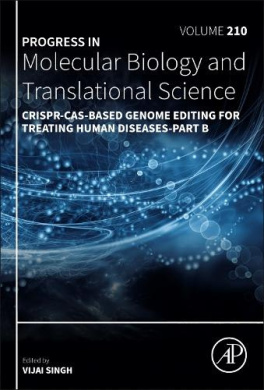 VOLUME 210
PROGRESS IN
Molecular Biology and
Translational Science
CRISPR-CAS-BASED GENOME EDITING FOR
TREATING HUMAN DISEASES-PART B
Edited by
VIJAI SINGH
AP